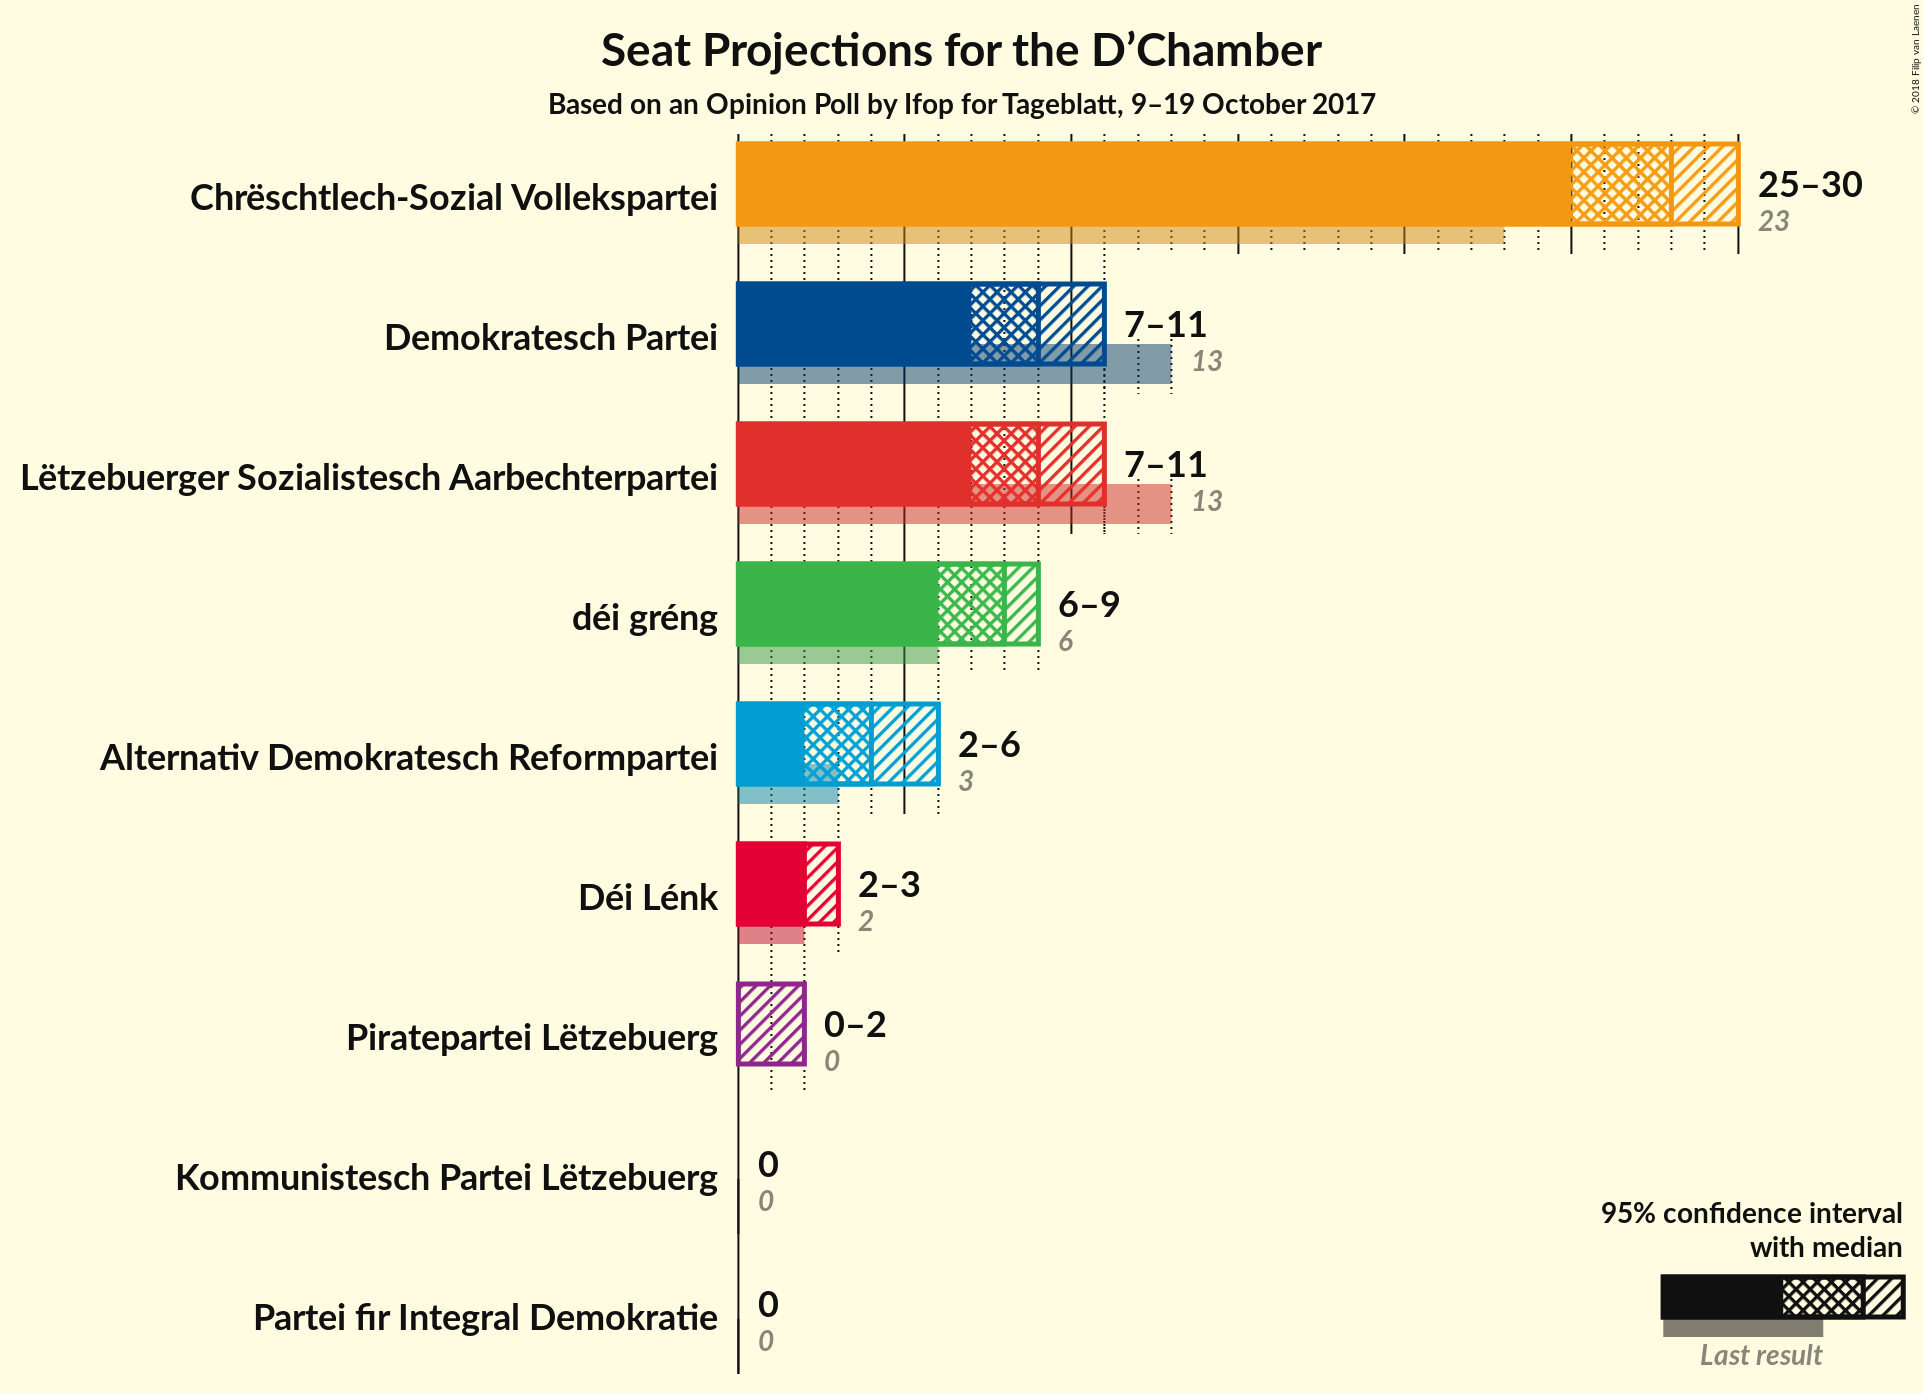 Seat Projections for the D’Chamber
Based on an Opinion Poll by Ifop for Tageblatt, 9–19 October 2017
© 2018 Filip van Laenen
Chrëschtlech-Sozial Vollekspartei
25–30
23
Demokratesch Partei
7–11
13
Lëtzebuerger Sozialistesch Aarbechterpartei
7–11
13
déi gréng
6–9
6
Alternativ Demokratesch Reformpartei
2–6
3
Déi Lénk
2–3
2
Piratepartei Lëtzebuerg
0–2
0
Kommunistesch Partei Lëtzebuerg
0
0
Partei fir Integral Demokratie
0
0
95% confidence interval
with median
Last result